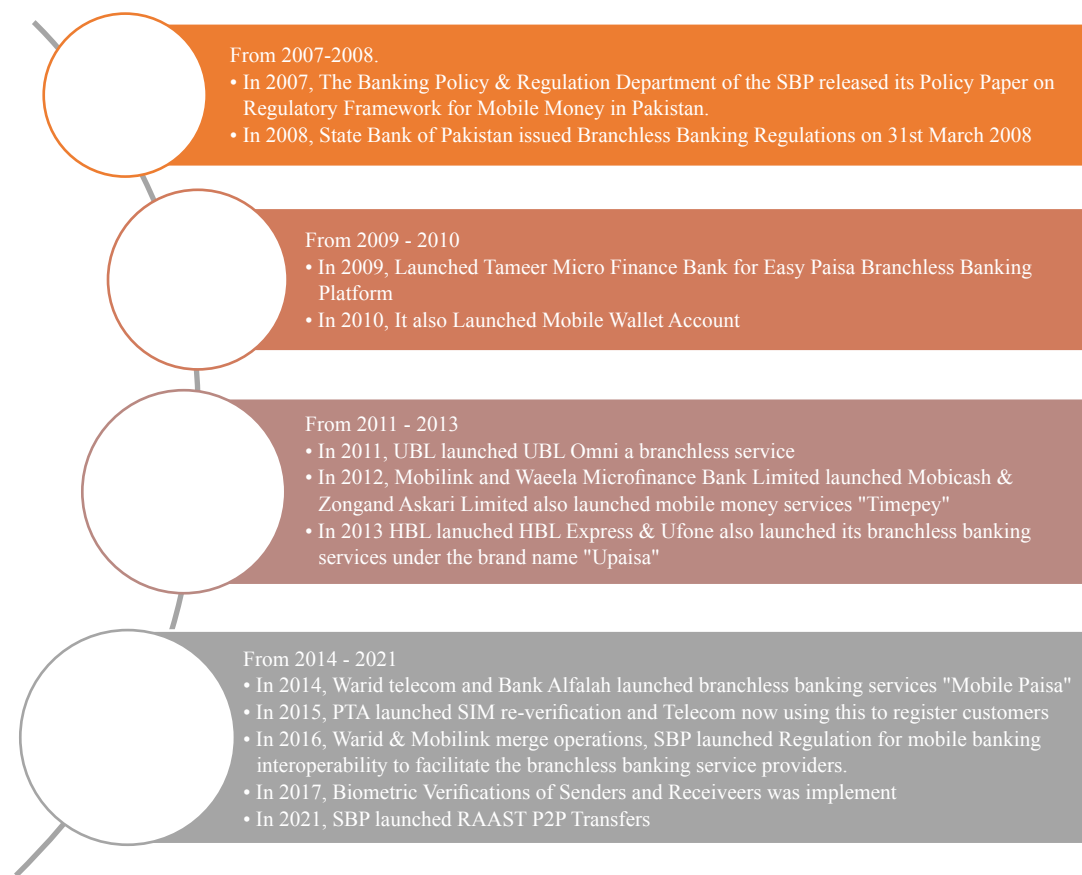 From 2007-2008.
• In 2007, The Banking Policy & Regulation Department of the SBP released its Policy Paper on
Regulatory Framework for Mobile Money in Pakistan.
• In 2008, State Bank of Pakistan issued Branchless Banking Regulations on 31st March 2008
From 2009 - 2010
• In 2009, Launched Tameer Micro Finance Bank for Easy Paisa Branchless Banking
Platform
• In 2010, It also Launched Mobile Wallet Account
From 2011 - 2013
• In 2011, UBL launched UBL Omni a branchless service
• In 2012, Mobilink and Waeela Microfinance Bank Limited launched Mobicash &
Zongand Askari Limited also launched mobile money services "Timepey"
• In 2013 HBL lanuched HBL Express & Ufone also launched its branchless banking
services under the brand name "Upaisa"
From 2014 - 2021
• In 2014, Warid telecom and Bank Alfalah launched branchless banking services "Mobile Paisa"
• In 2015, PTA launched SIM re-verification and Telecom now using this to register customers
• In 2016, Warid & Mobilink merge operations, SBP launched Regulation for mobile banking
interoperability to facilitate the branchless banking service providers.
• In 2017, Biometric Verifications of Senders and Receiveers was implement
• In 2021, SBP launched RAAST P2P Transfers